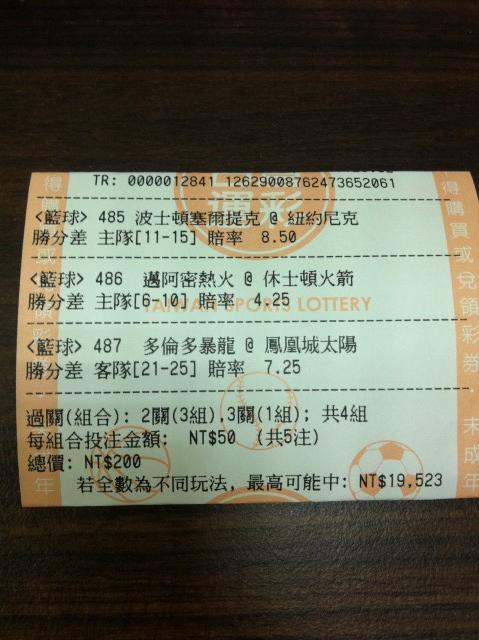 TR: 0000012841 12629008762473652061
運彩
<籃球> 485 波士頓塞爾提克 @ 紐約尼克
勝分差 主隊[11-15] 賠率 8.50
<籃球> 486 邁阿密熱火 @ 休士頓火箭
勝分差 主隊[6-10] 賠率 4.25
TAIWAN SPORTS LOTTERY
<籃球> 487 多倫多暴龍 @ 鳳凰城太陽
勝分差 客隊[21-25] 賠率 7.25
過關(組合): 2關(3組),3關(1組); 共4組
每組合投注金額: NT$50 (共5注)
總價: NT$200
若全數為不同玩法, 最高可能中: NT$19,523
得購買或兌領彩券,未成年